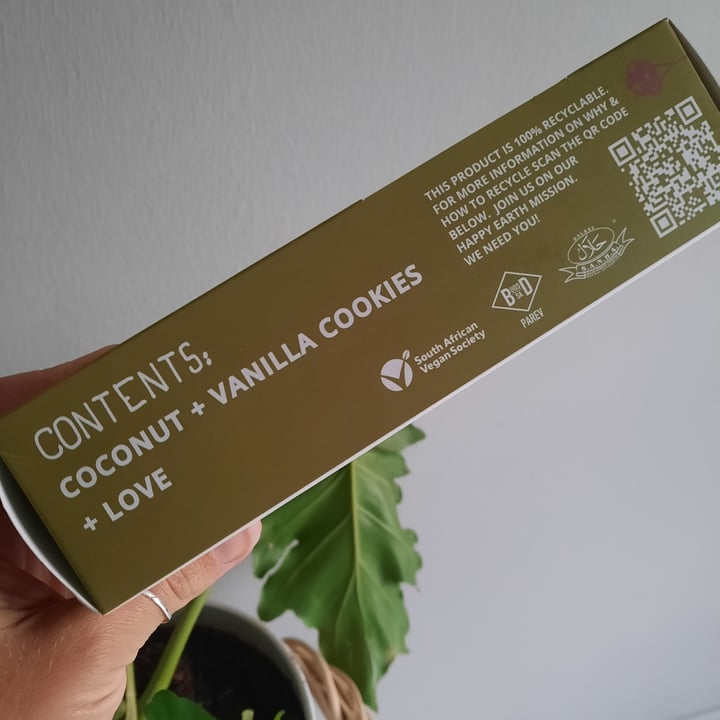 CONTENTS:
COCONUT + VANILLA COOKIES
+ LOVE
THIS PRODUCT IS 100% RECYCLABLE.
FOR MORE INFORMATION ON WHY &
HOW TO RECYCLE SCAN THE QR CODE
BELOW. JOIN US ON OUR
HAPPY EARTH MISSION.
WE NEED YOU!
South African
Vegan Society
B D
PAREV
حلال
S.A.N.H.A.